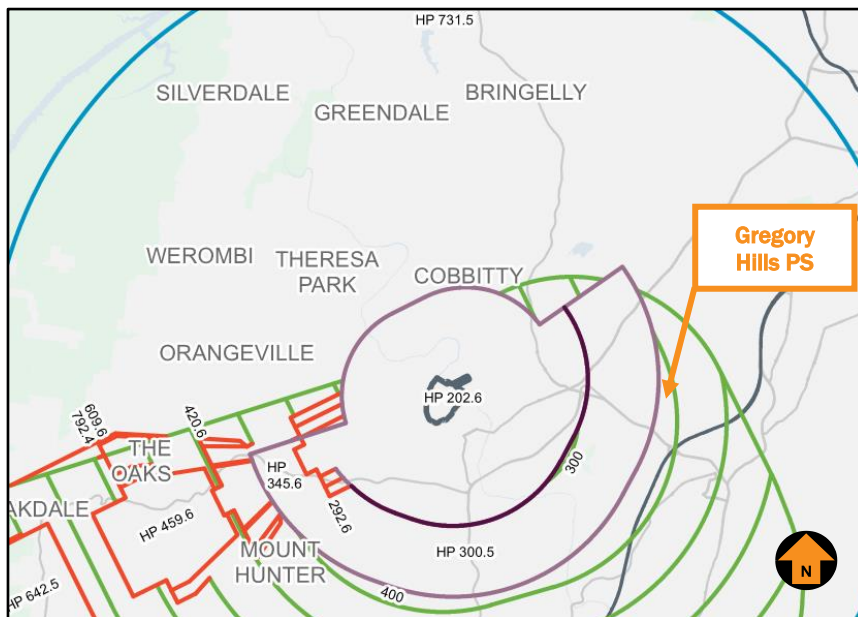 HP 731.5
SILVERDALE
BRINGELLY
GREENDALE
Gregory
Hills PS
WEROMBI
THERESA
PARK
COBBITTY
ORANGEVILLE
HP 202.6
609.6
792.4
420.6
THE
OAKS
HP
345.6
300
292.6
AKDALE
HP 459.6
MOUNT
HUNTER
HP 300.5
400
HP 642.5
N